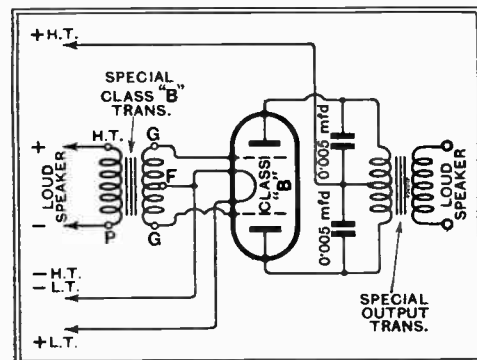 +H.T.
SPECIAL
CLASS "B"
TRANS.
H.T.
G
+
LOUD
SPEAKER
-
F
P
G
CLASS
"B"
0·005 mfd
0·005 mfd
LOUD
SPEAKER
-H.T.
-L.T.
+L.T.
SPECIAL
OUTPUT
TRANS.